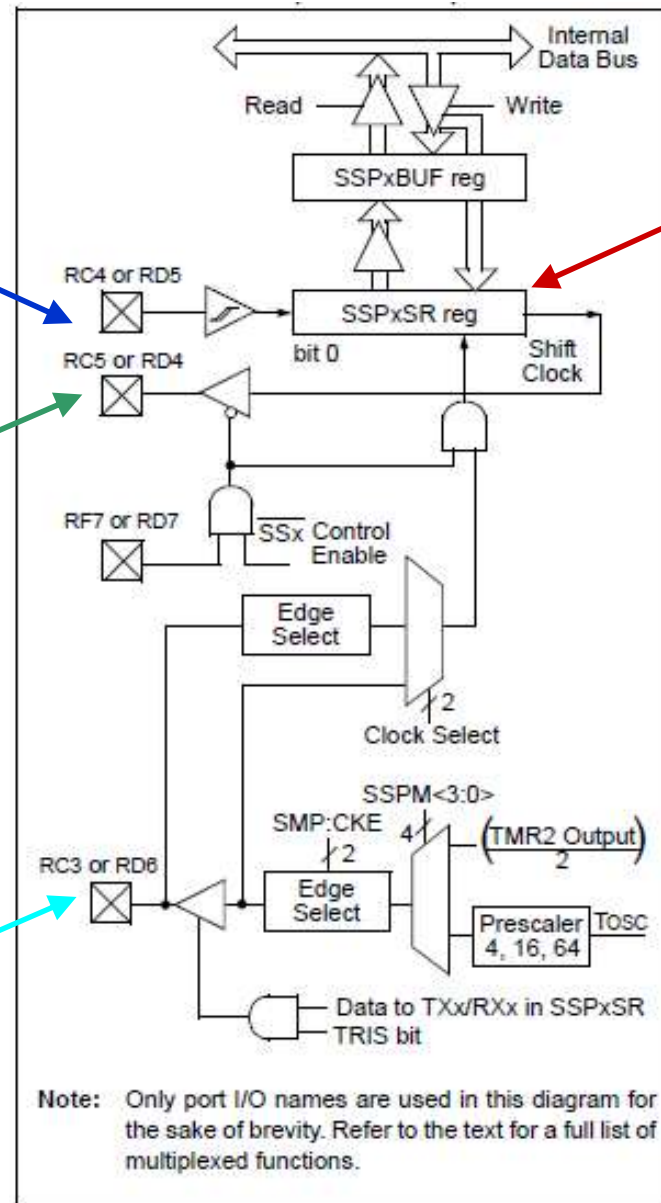 Internal
Data Bus
Read
Write
SSPxBUF reg
RC4 or RD5
SSPxSR reg
bit 0
Shift
Clock
RC5 or RD4
RF7 or RD7
SSx Control
Enable
Edge
Select
2
Clock Select
SSPM<3:0>
SMP:CKE
4
2
(TMR2 Output)
2
RC3 or RD6
Edge
Select
Prescaler
4, 16, 64
TOSC
Data to TXx/RXx in SSPxSR
TRIS bit
Note: Only port I/O names are used in this diagram for
the sake of brevity. Refer to the text for a full list of
multiplexed functions.